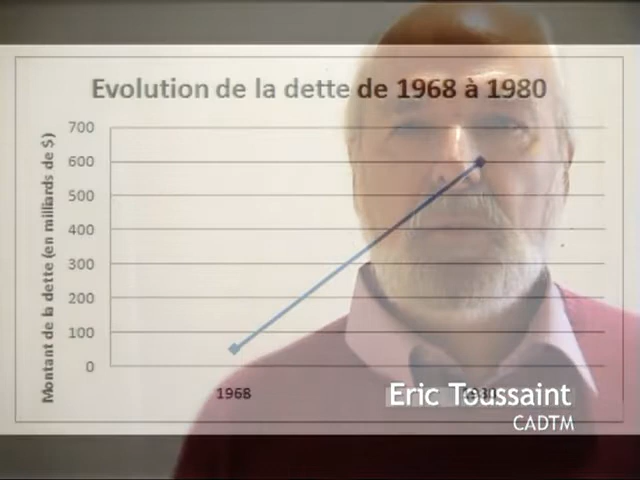 Evolution de la dette de 1968 à 1980
Montant de la dette (en milliards de $)
700
600
500
400
300
200
100
0
1968
1980
Eric Toussaint
CADTM